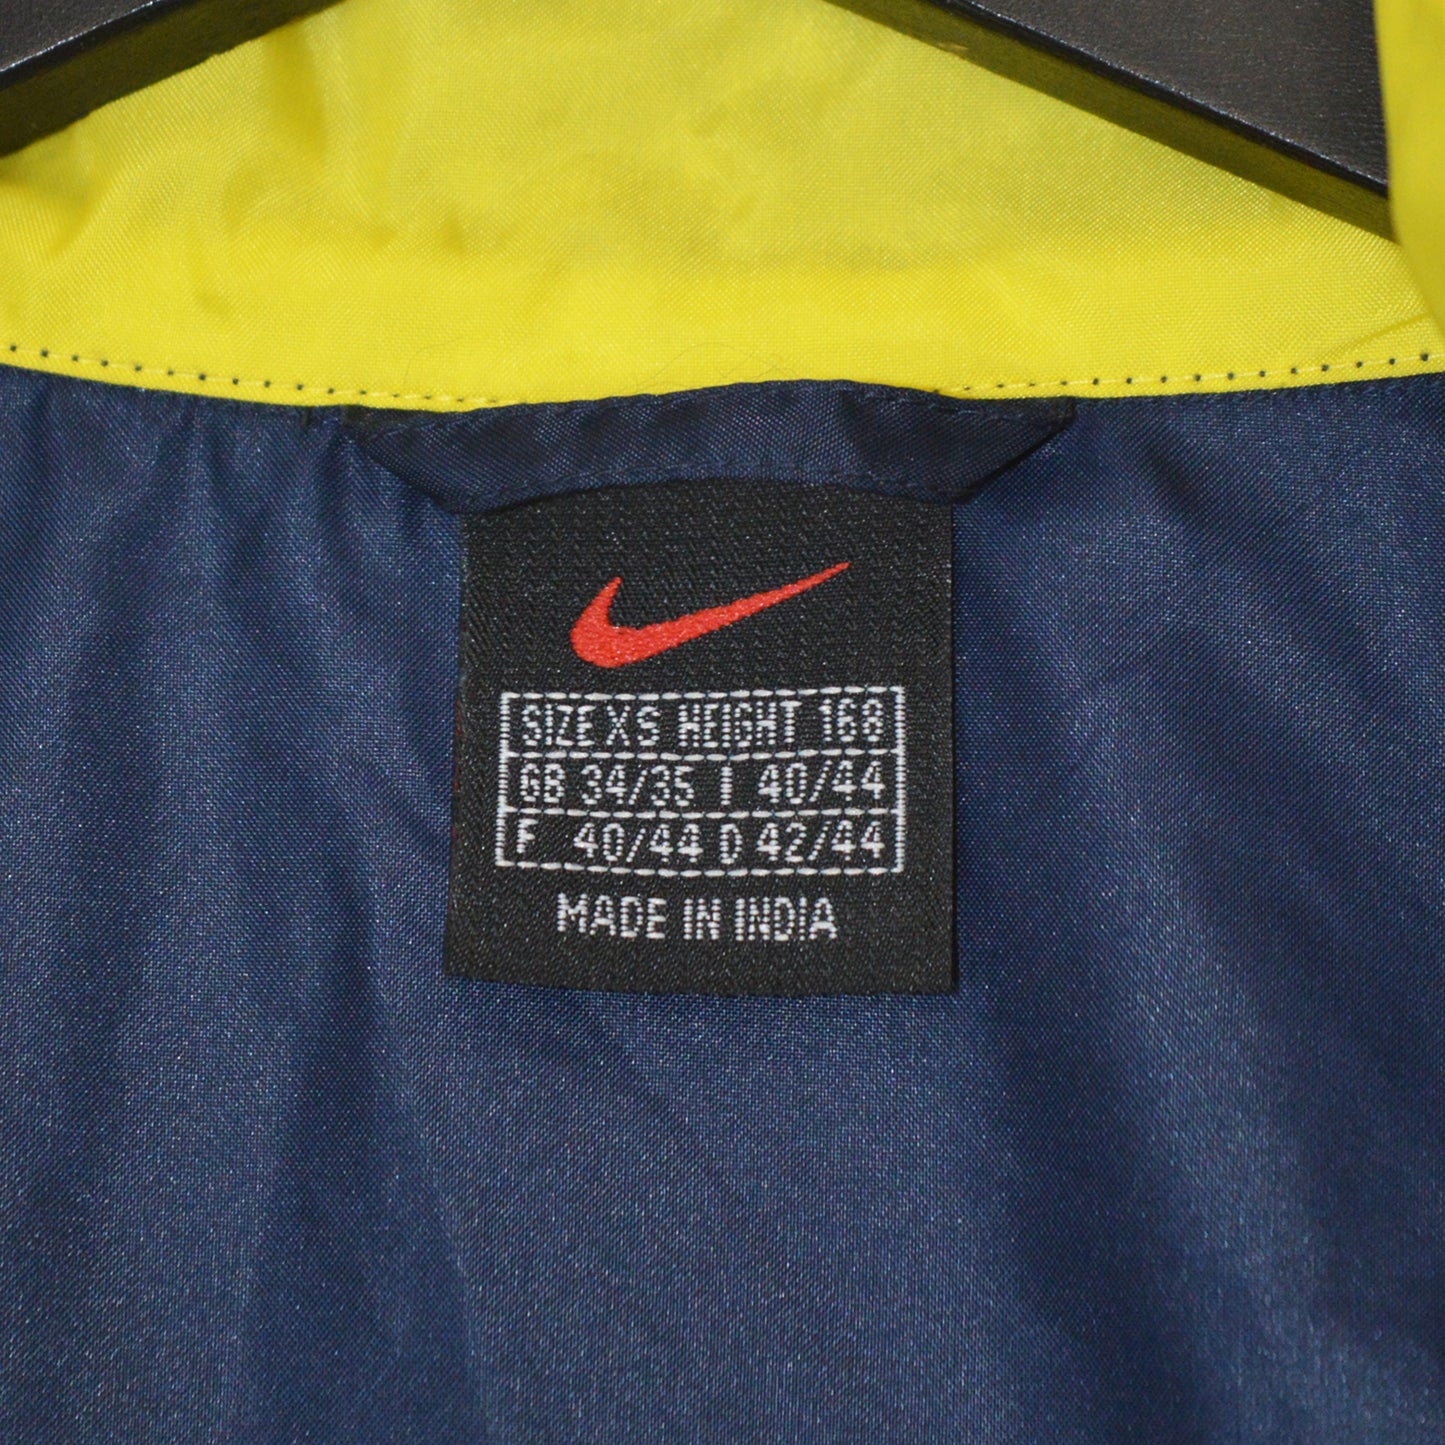 SIZE XS HEIGHT 168
GB 34/35 I 40/44
F 40/44 D 42/44
MADE IN INDIA